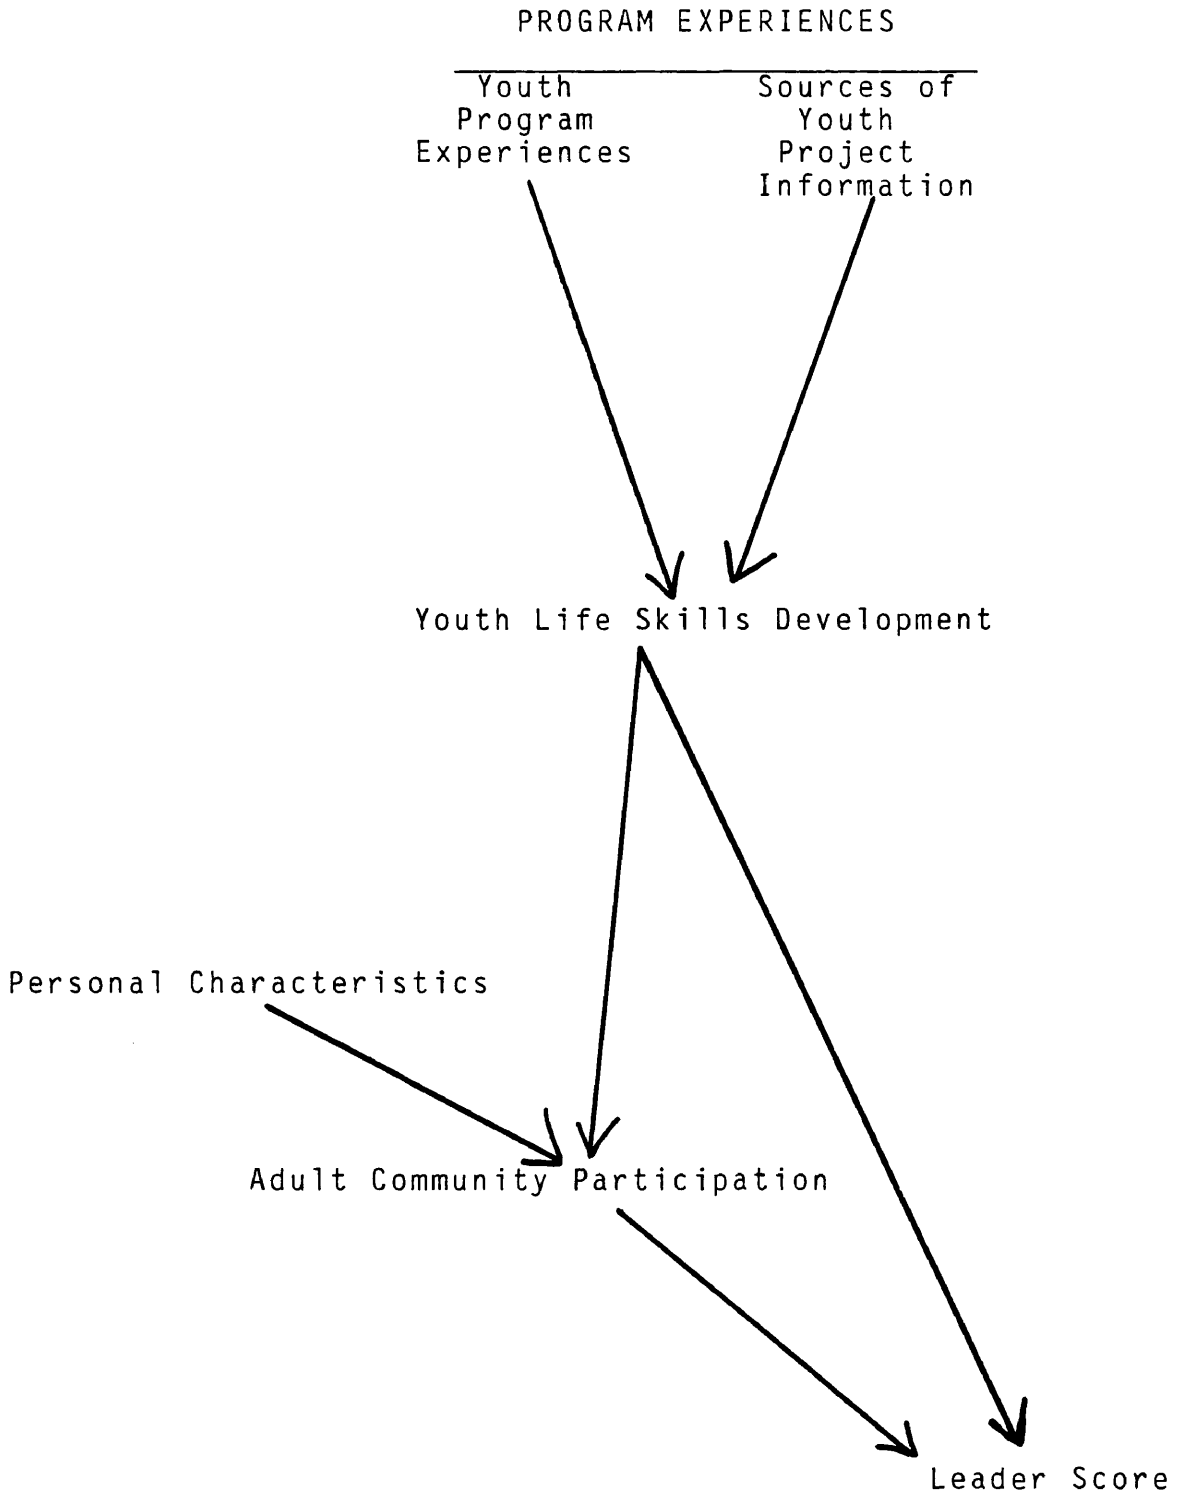 PROGRAM EXPERIENCES
Youth
Program
Experiences
Sources of
Youth
Project
Information
Youth Life Skills Development
Personal Characteristics
Adult Community Participation
Leader Score